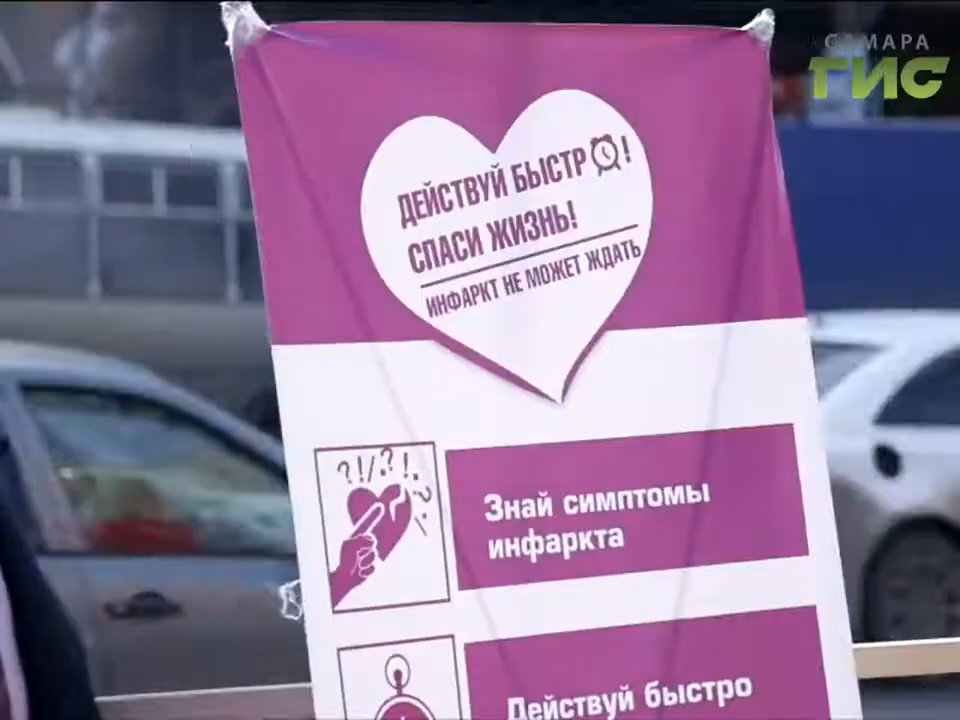 САМАРА
ГИС
ДЕЙСТВУЙ БЫСТРО!
СПАСИ ЖИЗНЬ!
ИНФАРКТ НЕ МОЖЕТ ЖДАТЬ
?!/?!.?
Знай симптомы
инфаркта
Действуй быстро